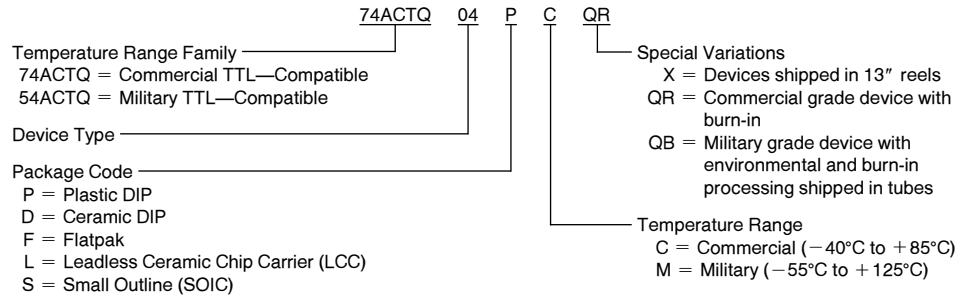 74ACTQ 04 P C QR
Temperature Range Family
74ACTQ = Commercial TTL—Compatible
54ACTQ = Military TTL—Compatible
Device Type
Package Code
P = Plastic DIP
D = Ceramic DIP
F = Flatpak
L = Leadless Ceramic Chip Carrier (LCC)
S = Small Outline (SOIC)
Special Variations
X = Devices shipped in 13″ reels
QR = Commercial grade device with
burn-in
QB = Military grade device with
environmental and burn-in
processing shipped in tubes
Temperature Range
C = Commercial (−40°C to +85°C)
M = Military (−55°C to +125°C)